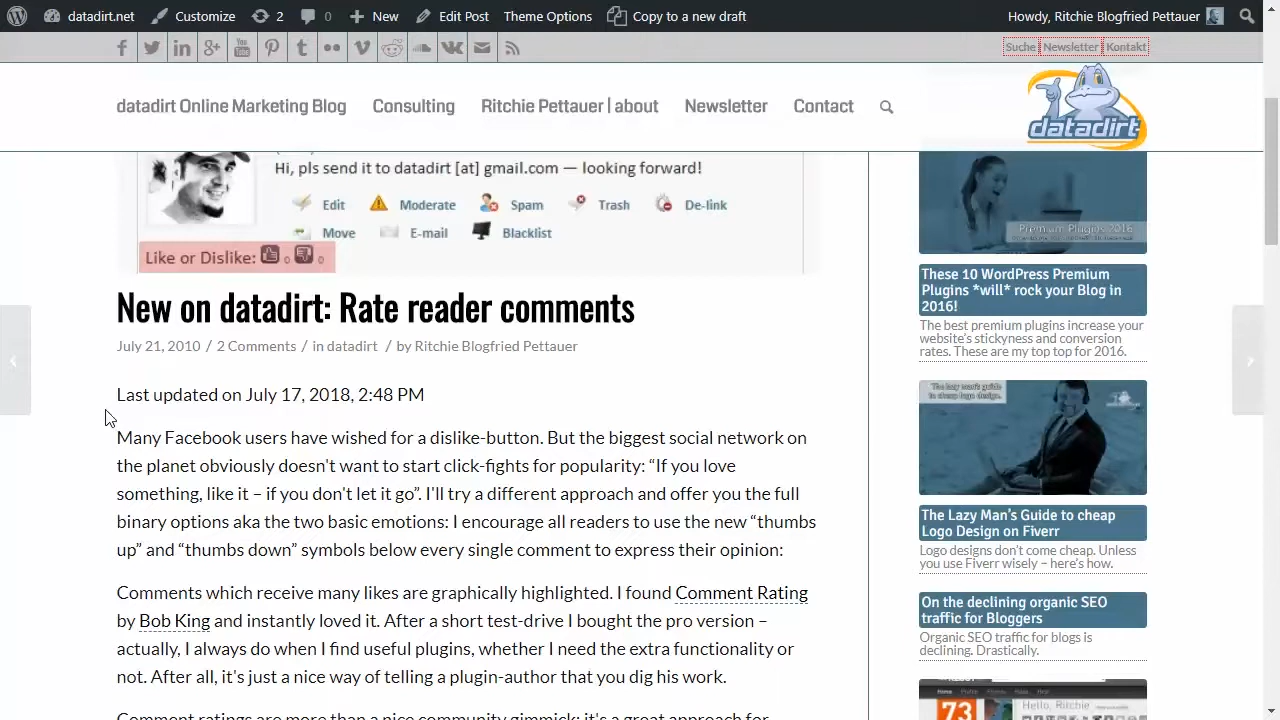 datadirt.net Customize 2 0 New Edit Post Theme Options Copy to a new draft Howdy, Ritchie Blogfried Pettauer
Suche Newsletter Kontakt
datadirt Online Marketing Blog Consulting Ritchie Pettauer | about Newsletter Contact
datadirt
Hi, pls send it to datadirt [at] gmail.com — looking forward!
Edit Moderate Spam Trash De-link
Move E-mail Blacklist
Like or Dislike: 0 0
New on datadirt: Rate reader comments
July 21, 2010 / 2 Comments / in datadirt / by Ritchie Blogfried Pettauer
Last updated on July 17, 2018, 2:48 PM
Many Facebook users have wished for a dislike-button. But the biggest social network on
the planet obviously doesn't want to start click-fights for popularity: “If you love
something, like it – if you don't let it go”. I'll try a different approach and offer you the full
binary options aka the two buttons: I encourage all readers to use the new “thumbs
up” and “thumbs down” symbols below every single comment to express their opinion:
Comments which receive many likes are graphically highlighted. I found Comment Rating
by Bob King and instantly loved it. After a short test-drive I bought the pro version –
actually, I always do when I find useful plugins, whether I need the extra functionality or
not. After all, it's just a nice way of telling a plugin-author that you dig his work.
Premium Plugins 2016
These 10 WordPress Premium
Plugins *will* rock your Blog in
2016!
The best premium plugins increase your
website's stickyness and conversion
rates. These are my top top for 2016.
The lazy man's guide
to cheap logo design.
The Lazy Man's Guide to cheap
Logo Design on Fiverr
Logo designs don't come cheap. Unless
you use Fiverr wisely – here's how.
On the declining organic SEO
traffic for Bloggers
Organic SEO traffic for blogs is
declining. Drastically.
Hello, Ritchie
73